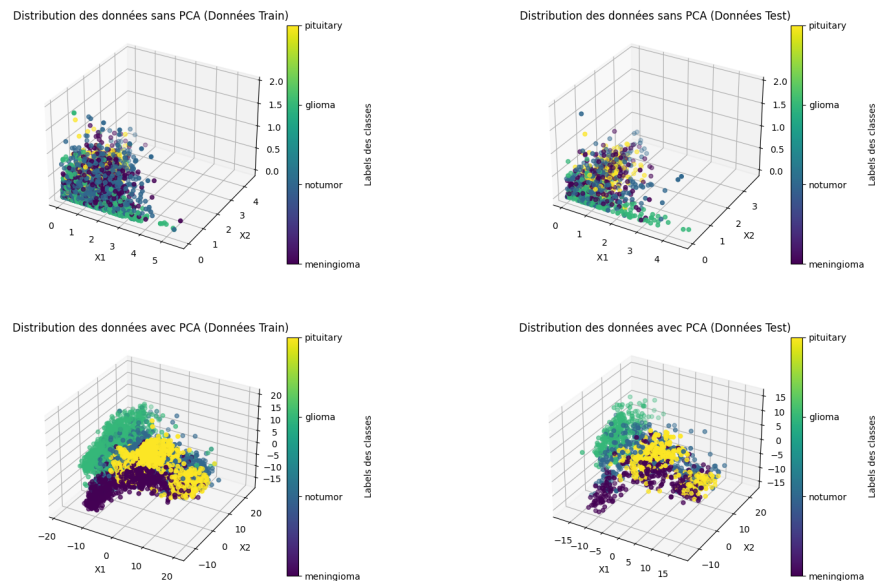 Distribution des données sans PCA (Données Train)
pituitary
glioma
notumor
meningioma
Labels des classes
2.0
1.5
1.0
0.5
0.0
0 1 2 3 4 5
X1
0 1 2 3 4
X2
Distribution des données sans PCA (Données Test)
pituitary
glioma
notumor
meningioma
Labels des classes
2.0
1.5
1.0
0.5
0.0
0 1 2 3 4
X1
0 1 2 3
X2
Distribution des données avec PCA (Données Train)
pituitary
glioma
notumor
meningioma
Labels des classes
20
15
10
5
0
−5
−10
−15
−20 −10 0 10 20
X1
−10 0 10 20
X2
Distribution des données avec PCA (Données Test)
pituitary
glioma
notumor
meningioma
Labels des classes
15
10
5
0
−5
−10
−15 −10 −5 0 5 10 15
X1
−10 0 10 20
X2